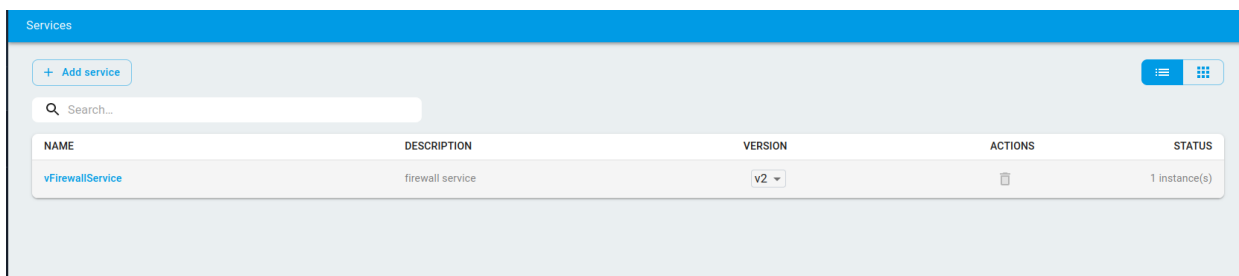 Services
+ Add service
Search...
NAME DESCRIPTION VERSION ACTIONS STATUS
vFirewallService firewall service v2 1 instance(s)